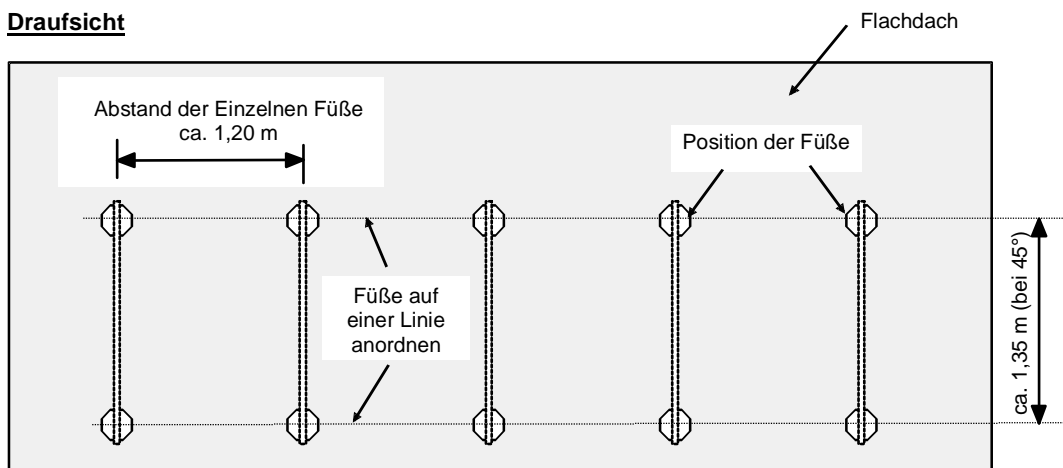 Draufsicht
Flachdach
Abstand der Einzelnen Füße
ca. 1,20 m
Position der Füße
Füße auf
einer Linie
anordnen
ca. 1,35 m (bei 45°)